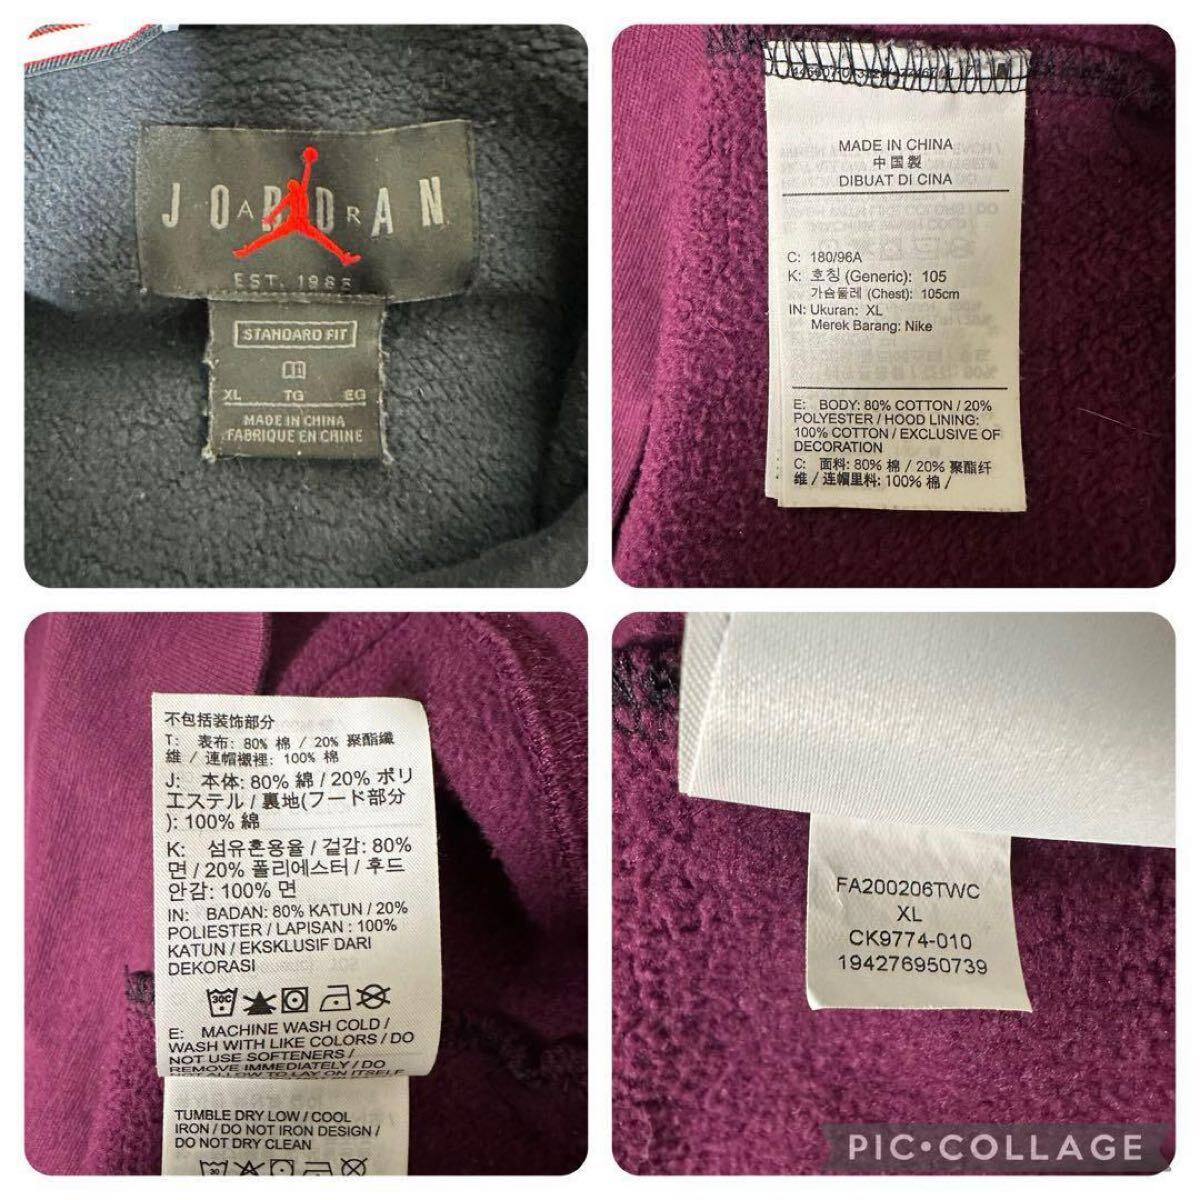 JORDAN
AIR
EST. 1985
STANDARD FIT
XL TG EG
MADE IN CHINA
FABRIQUE EN CHINE
MADE IN CHINA
中国製
DIBUAT DI CINA
C: 180/96A
K: 호칭 (Generic): 105
가슴둘레 (Chest): 105cm
IN: Ukuran: XL
Merek Barang: Nike
E: BODY: 80% COTTON / 20%
POLYESTER / HOOD LINING:
100% COTTON / EXCLUSIVE OF
DECORATION
C: 面料: 80% 棉 / 20% 聚酯纤
维 / 连帽里料: 100% 棉 /
不包括装饰部分
T: 表布: 80% 棉 / 20% 聚酯纖
維 / 連帽襯裡: 100% 棉
J: 本体: 80% 綿 / 20% ポリ
エステル / 裏地(フード部分
): 100% 綿
K: 섬유혼용율 / 겉감: 80%
면 / 20% 폴리에스터 / 후드
안감: 100% 면
IN: BADAN: 80% KATUN / 20%
POLIESTER / LAPISAN : 100%
KATUN / EKSKLUSIF DARI
DEKORASI
30C
E: MACHINE WASH COLD /
WASH WITH LIKE COLORS / DO
NOT USE SOFTENERS /
REMOVE IMMEDIATELY / DO
NOT ALLOW TO LAY ON ITSELF
TUMBLE DRY LOW / COOL
IRON / DO NOT IRON DESIGN /
DO NOT DRY CLEAN
30
FA200206TWC
XL
CK9774-010
194276950739
PIC•COLLAGE